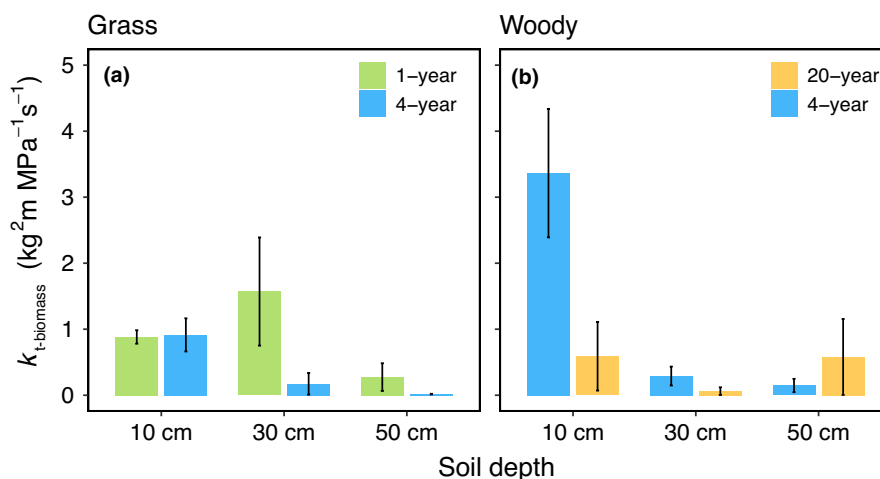 Grass
Woody
(a)
1−year
4−year
(b)
20−year
4−year
k t-biomass (kg²m MPa⁻¹s⁻¹)
5
4
3
2
1
0
10 cm
30 cm
50 cm
10 cm
30 cm
50 cm
Soil depth